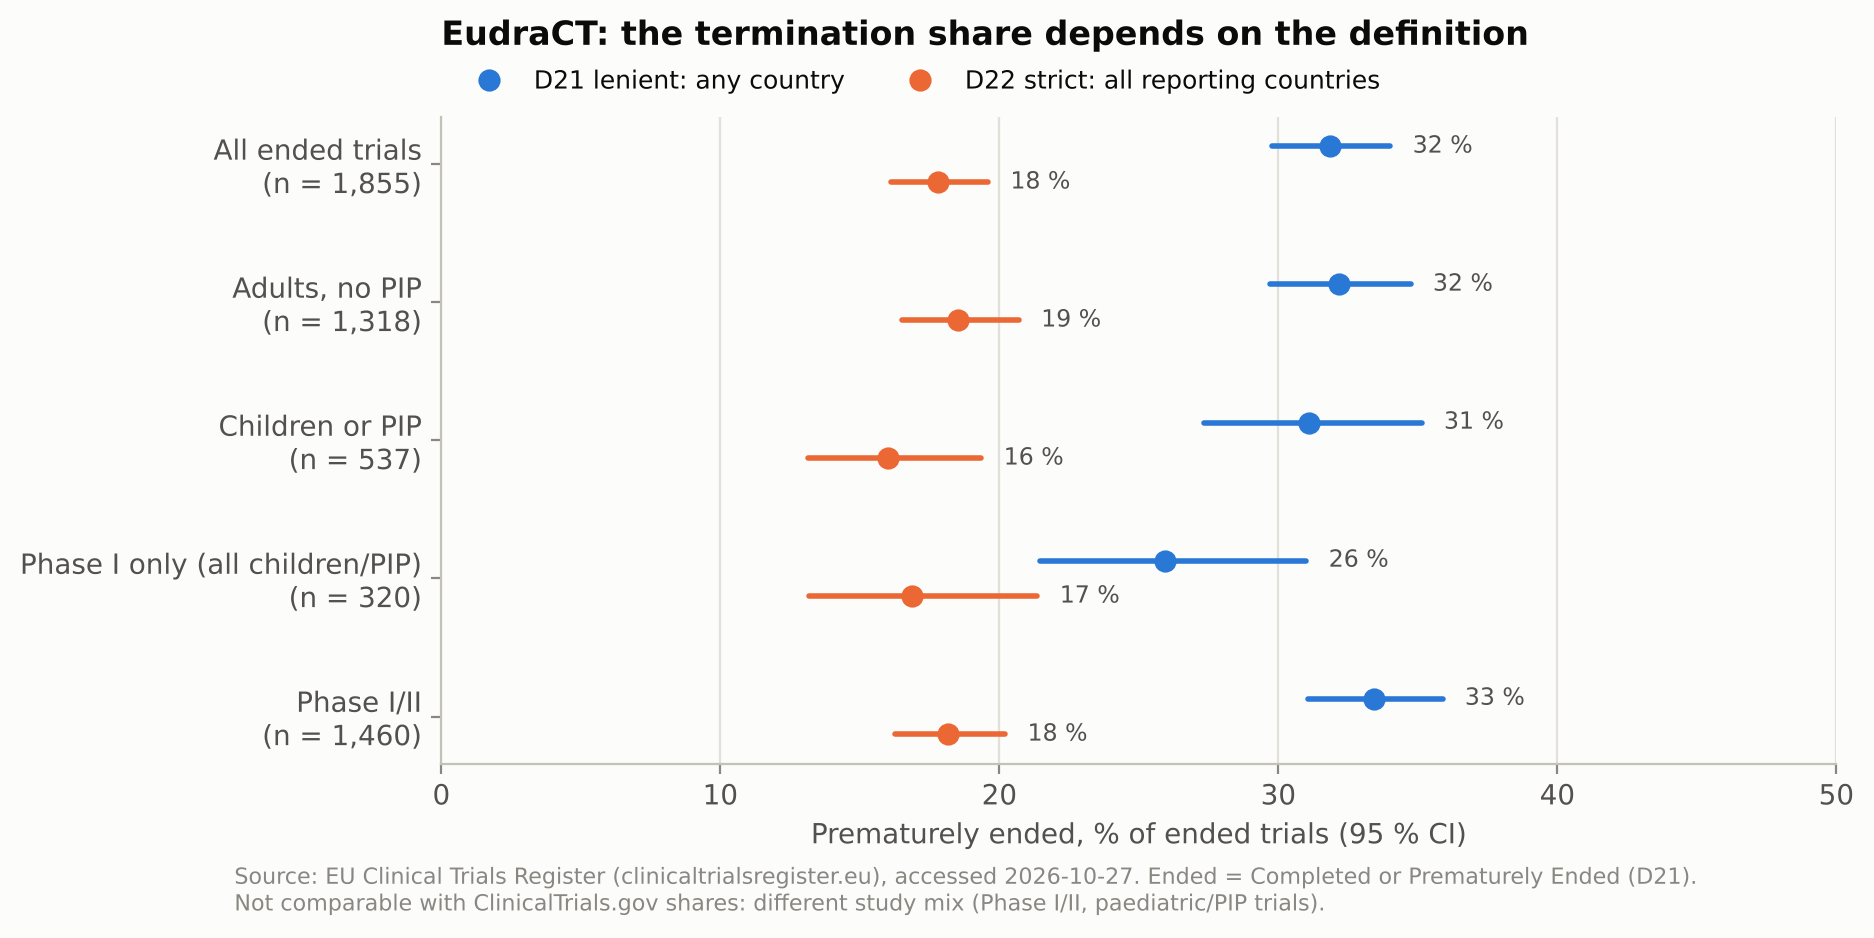 EudraCT: the termination share depends on the definition
D21 lenient: any country
D22 strict: all reporting countries
All ended trials
(n = 1,855)
32 %
18 %
Adults, no PIP
(n = 1,318)
32 %
19 %
Children or PIP
(n = 537)
31 %
16 %
Phase I only (all children/PIP)
(n = 320)
26 %
17 %
Phase I/II
(n = 1,460)
33 %
18 %
0 10 20 30 40 50
Prematurely ended, % of ended trials (95 % CI)
Source: EU Clinical Trials Register (clinicaltrialsregister.eu), accessed 2026-10-27. Ended = Completed or Prematurely Ended (D21).
Not comparable with ClinicalTrials.gov shares: different study mix (Phase I/II, paediatric/PIP trials).